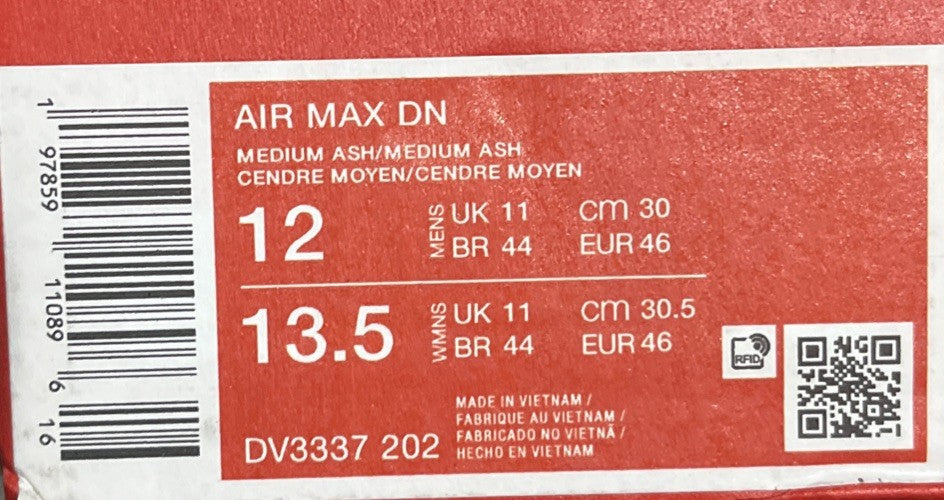 AIR MAX DN
MEDIUM ASH/MEDIUM ASH
CENDRE MOYEN/CENDRE MOYEN
12 MENS UK 11 cm 30
BR 44 EUR 46
13.5 WMNS UK 11 cm 30.5
BR 44 EUR 46
RFID
DV3337 202
MADE IN VIETNAM /
FABRIQUE AU VIETNAM /
FABRICADO NO VIETNÃ /
HECHO EN VIETNAM
1 97859 11089 6 16